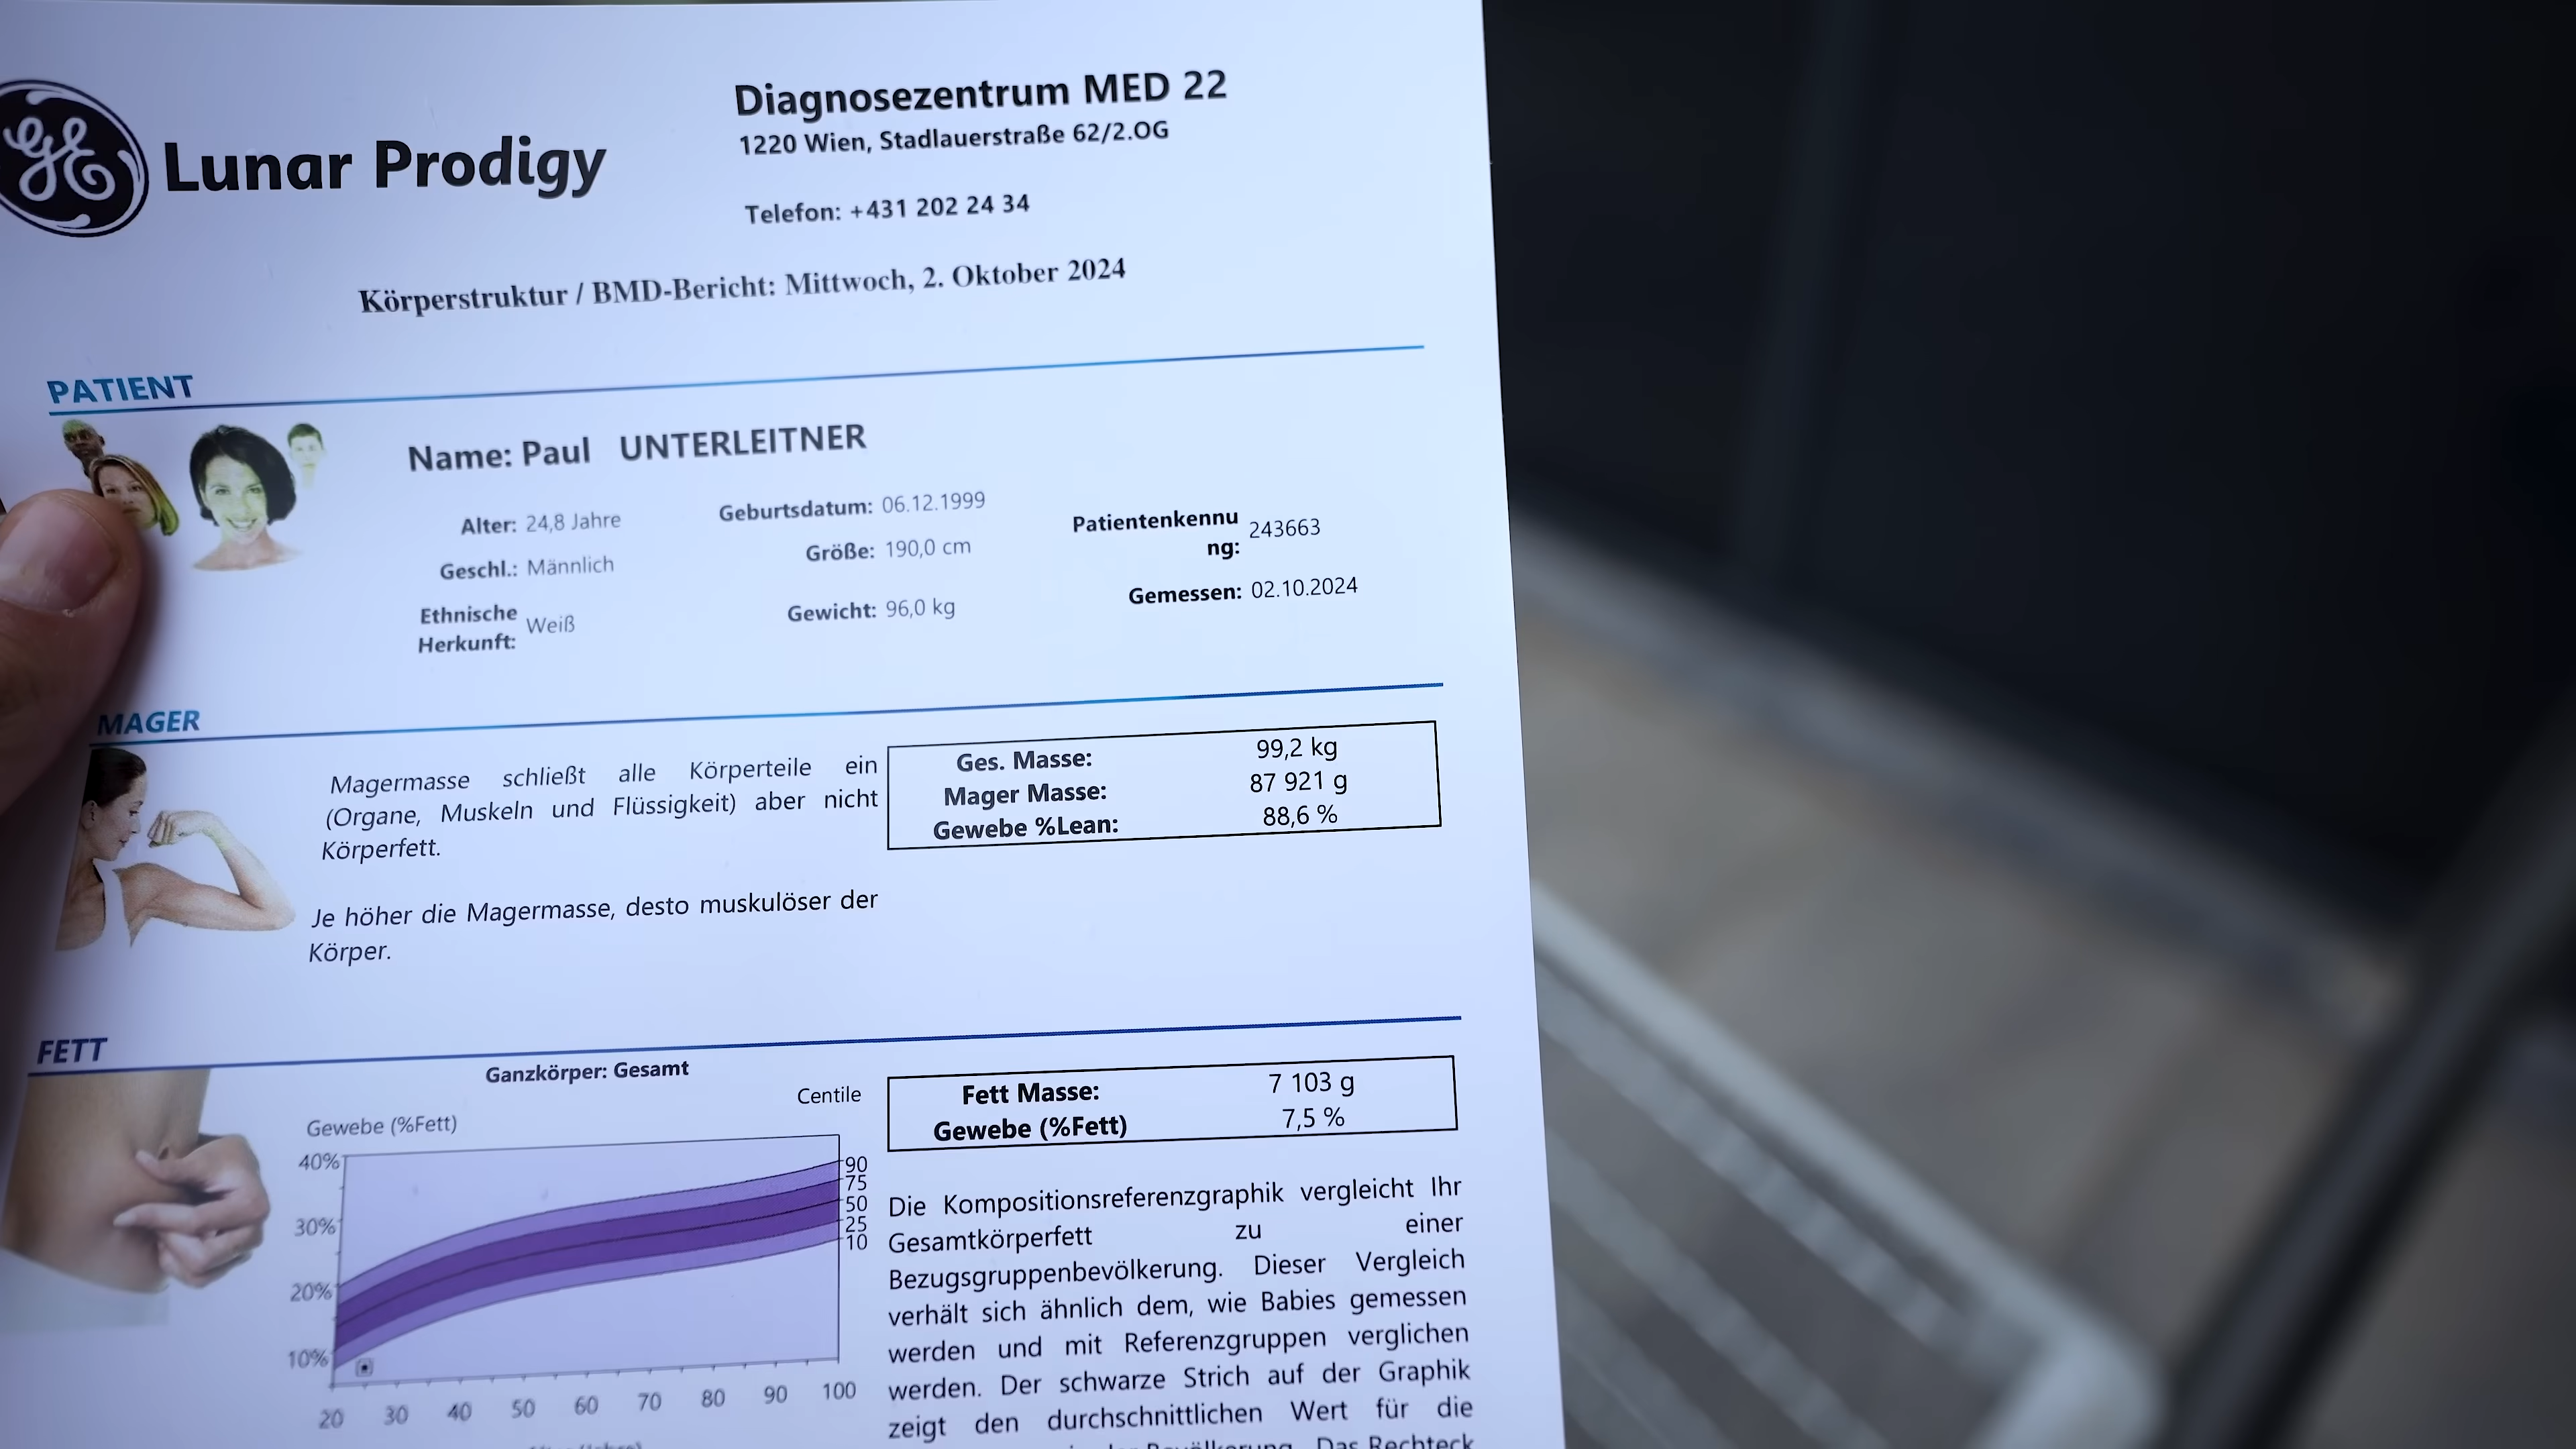 GE
Lunar Prodigy
Diagnosezentrum MED 22
1220 Wien, Stadlauerstraße 62/2.OG
Telefon: +431 202 24 34
Körperstruktur / BMD-Bericht: Mittwoch, 2. Oktober 2024
PATIENT
Name: Paul UNTERLEITNER
Alter: 24,8 Jahre
Geschl.: Männlich
Ethnische
Herkunft: Weiß
Geburtsdatum: 06.12.1999
Größe: 190,0 cm
Gewicht: 96,0 kg
Patientenkennu
ng: 243663
Gemessen: 02.10.2024
MAGER
Magermasse schließt alle Körperteile ein
(Organe, Muskeln und Flüssigkeit) aber nicht
Körperfett.
Je höher die Magermasse, desto muskulöser der
Körper.
Ges. Masse: 99,2 kg
Mager Masse: 87 921 g
Gewebe %Lean: 88,6 %
FETT
Ganzkörper: Gesamt
Centile
Gewebe (%Fett)
40%
30%
20%
10%
90
75
50
25
10
20 30 40 50 60 70 80 90 100
Fett Masse: 7 103 g
Gewebe (%Fett) 7,5 %
Die Kompositionsreferenzgraphik vergleicht Ihr
Gesamtkörperfett zu einer
Bezugsgruppenbevölkerung. Dieser Vergleich
verhält sich ähnlich dem, wie Babies gemessen
werden und mit Referenzgruppen verglichen
werden. Der schwarze Strich auf der Graphik
zeigt den durchschnittlichen Wert für die
Das Rechteck